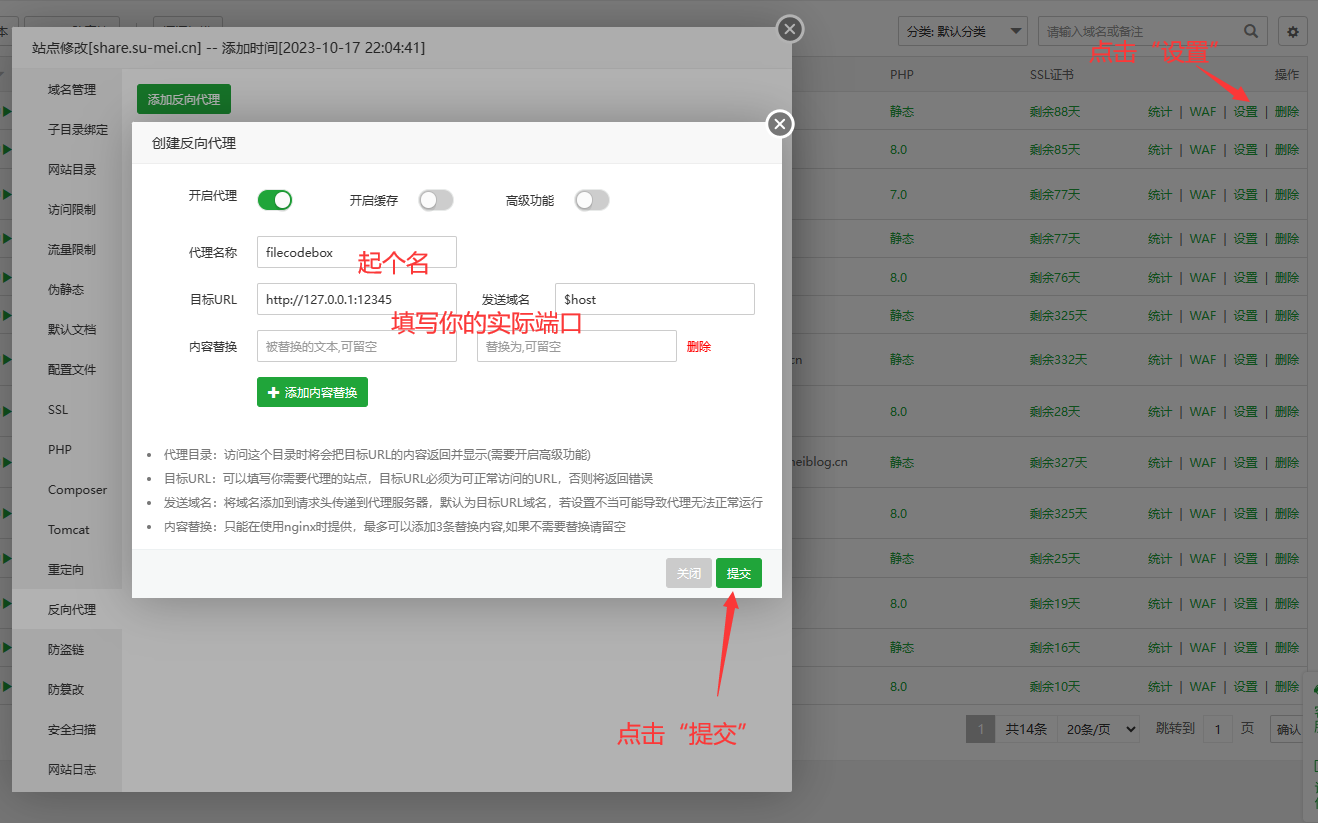 分类: 默认分类
请输入域名或备注
站点修改[share.su-mei.cn] -- 添加时间[2023-10-17 22:04:41]
点击“设置”
PHP
SSL证书
操作
域名管理
子目录绑定
网站目录
访问限制
流量限制
伪静态
默认文档
配置文件
SSL
PHP
Composer
Tomcat
重定向
反向代理
防盗链
防篡改
安全扫描
网站日志
添加反向代理
创建反向代理
开启代理
开启缓存
高级功能
代理名称
filecodebox
起个名
目标URL
http://127.0.0.1:12345
发送域名
$host
填写你的实际端口
内容替换
被替换的文本,可留空
替换为,可留空
删除
添加内容替换
代理目录：访问这个目录时将会把目标URL的内容返回并显示(需要开启高级功能)
目标URL：可以填写你需要代理的站点，目标URL必须为可正常访问的URL，否则将返回错误
发送域名：将域名添加到请求头传递到代理服务器，默认为目标URL域名，若设置不当可能导致代理无法正常运行
内容替换：只能在使用nginx时提供，最多可以添加3条替换内容,如果不需要替换请留空
关闭
提交
点击“提交”
静态 剩余88天 统计 | WAF | 设置 | 删除
8.0 剩余85天 统计 | WAF | 设置 | 删除
7.0 剩余77天 统计 | WAF | 设置 | 删除
静态 剩余77天 统计 | WAF | 设置 | 删除
8.0 剩余76天 统计 | WAF | 设置 | 删除
静态 剩余325天 统计 | WAF | 设置 | 删除
cn 静态 剩余332天 统计 | WAF | 设置 | 删除
8.0 剩余28天 统计 | WAF | 设置 | 删除
neiblog.cn 静态 剩余327天 统计 | WAF | 设置 | 删除
8.0 剩余325天 统计 | WAF | 设置 | 删除
静态 剩余25天 统计 | WAF | 设置 | 删除
8.0 剩余19天 统计 | WAF | 设置 | 删除
静态 剩余16天 统计 | WAF | 设置 | 删除
8.0 剩余10天 统计 | WAF | 设置 | 删除
1 共14条 20条/页 跳转到 1 页 确认